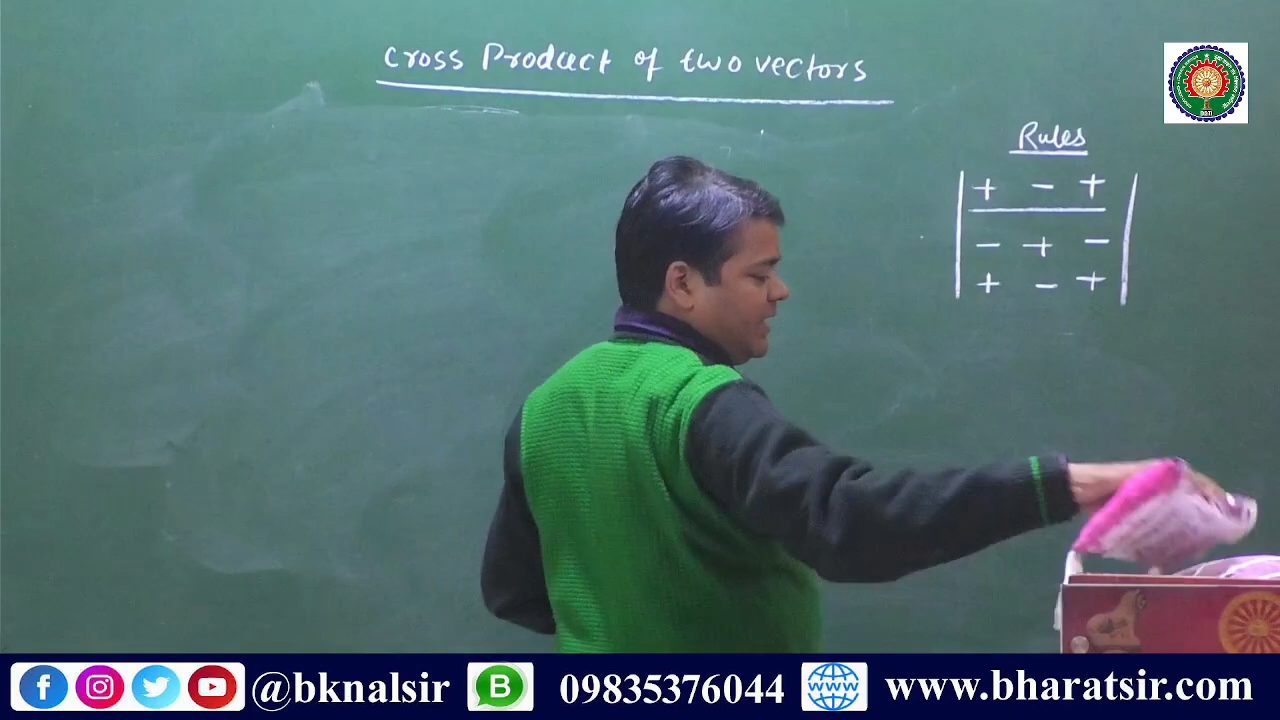 cross Product of two vectors
Rules
+ - +
- + -
+ - +
@bknalsir 09835376044 www.bharatsir.com